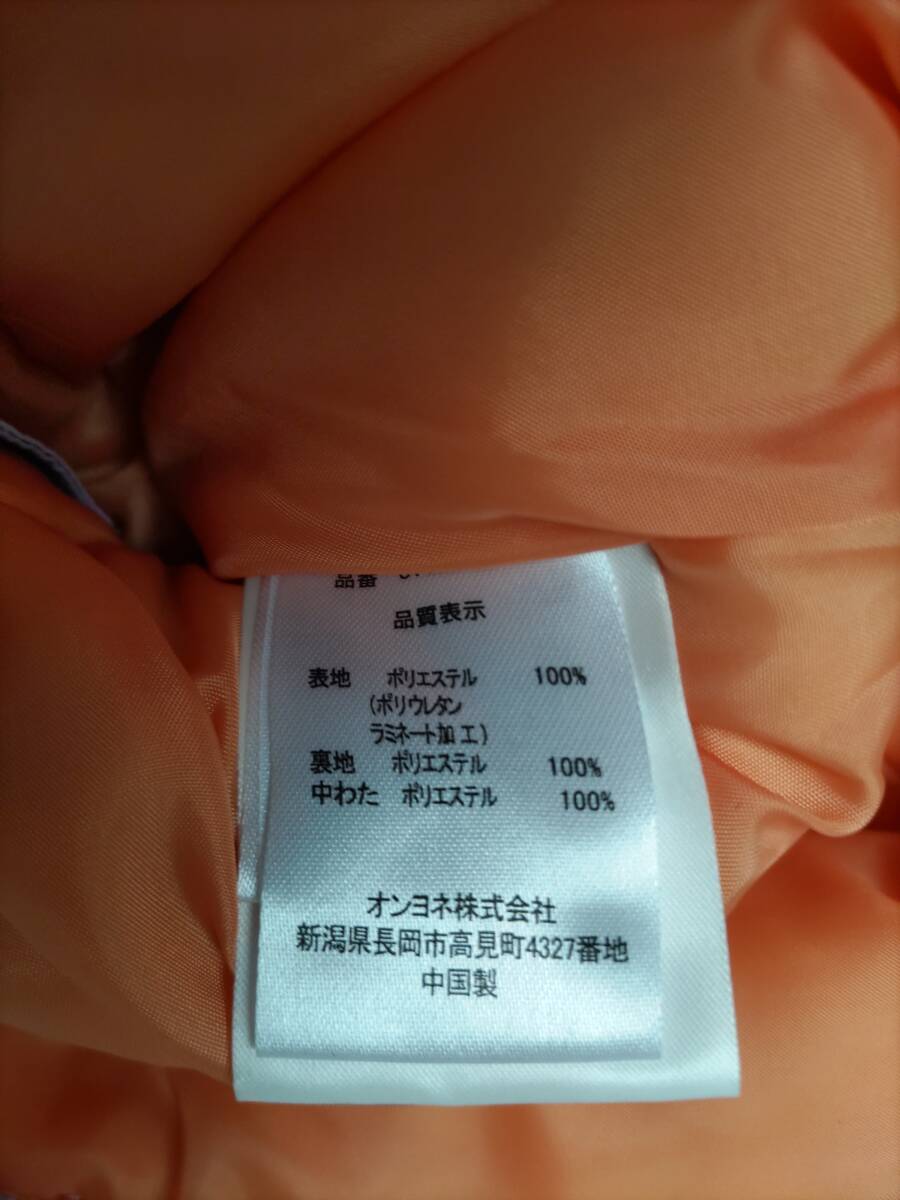 品番
品質表示
表地 ポリエステル 100%
(ポリウレタン
ラミネート加工)
裏地 ポリエステル 100%
中わた ポリエステル 100%
オンヨネ株式会社
新潟県長岡市高見町4327番地
中国製